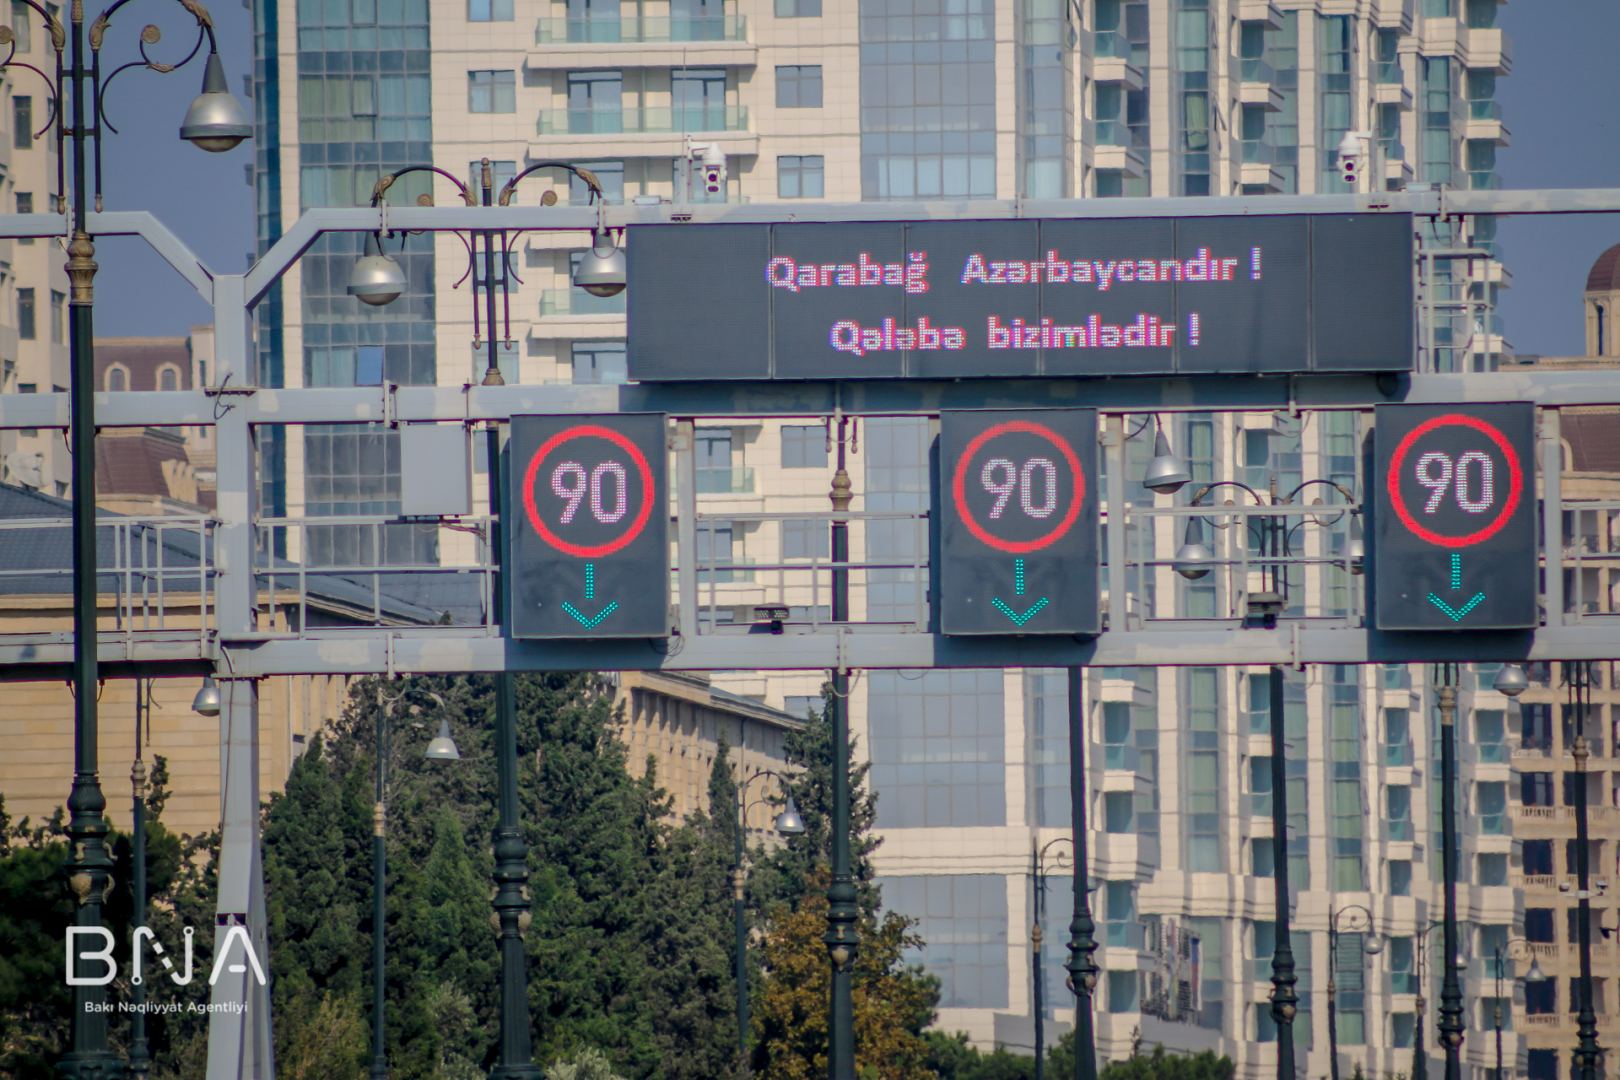 Qarabağ Azərbaycandır !
Qələbə bizimlədir !
90 90 90
BNA
Bakı Nəqliyyat Agentliyi